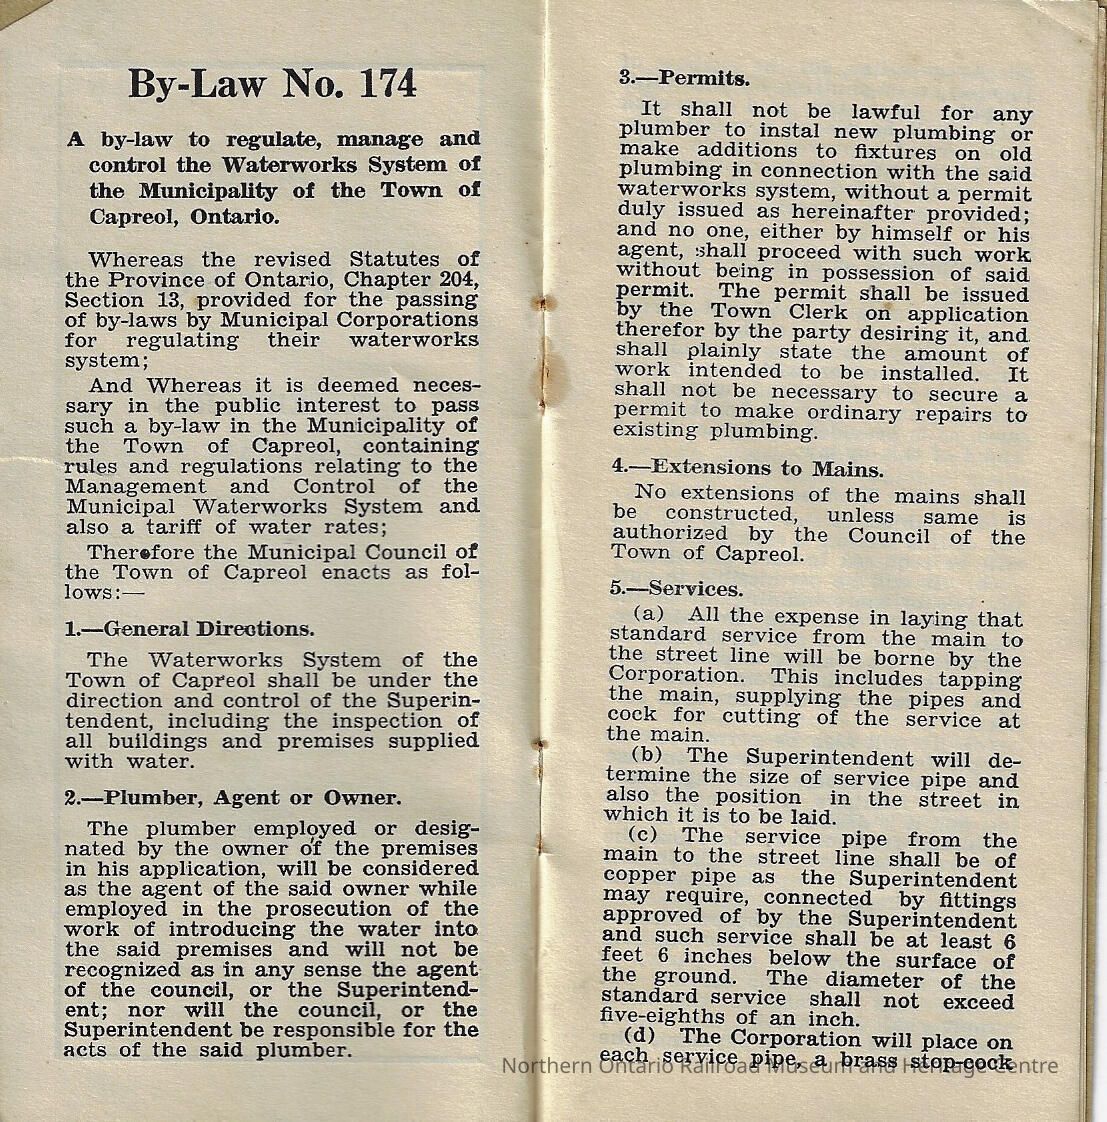 By-Law No. 174
A by-law to regulate, manage and
control the Waterworks System of
the Municipality of the Town of
Capreol, Ontario.
Whereas the revised Statutes of
the Province of Ontario, Chapter 204,
Section 13, provided for the passing
of by-laws by Municipal Corporations
for regulating their waterworks
system;
And Whereas it is deemed neces-
sary in the public interest to pass
such a by-law in the Municipality of
the Town of Capreol, containing
rules and regulations relating to the
Management and Control of the
Municipal Waterworks System and
also a tariff of water rates;
Therefore the Municipal Council of
the Town of Capreol enacts as fol-
lows:—
1.—General Directions.
The Waterworks System of the
Town of Capreol shall be under the
direction and control of the Superin-
tendent, including the inspection of
all buildings and premises supplied
with water.
2.—Plumber, Agent or Owner.
The plumber employed or desig-
nated by the owner of the premises
in his application, will be considered
as the agent of the said owner while
employed in the prosecution of the
work of introducing the water into
the said premises and will not be
recognized as in any sense the agent
of the council, or the Superintend-
ent; nor will the council, or the
Superintendent be responsible for the
acts of the said plumber.
3.—Permits.
It shall not be lawful for any
plumber to instal new plumbing or
make additions to fixtures on old
plumbing in connection with the said
waterworks system, without a permit
duly issued as hereinafter provided;
and no one, either by himself or his
agent, shall proceed with such work
without being in possession of said
permit. The permit shall be issued
by the Town Clerk on application
therefor by the party desiring it, and
shall plainly state the amount of
work intended to be installed. It
shall not be necessary to secure a
permit to make ordinary repairs to
existing plumbing.
4.—Extensions to Mains.
No extensions of the mains shall
be constructed, unless same is
authorized by the Council of the
Town of Capreol.
5.—Services.
(a) All the expense in laying that
standard service from the main to
the street line will be borne by the
Corporation. This includes tapping
the main, supplying the pipes and
cock for cutting of the service at
the main.
(b) The Superintendent will de-
termine the size of service pipe and
also the position in the street in
which it is to be laid.
(c) The service pipe from the
main to the street line shall be of
copper pipe as the Superintendent
may require, connected by fittings
approved of by the Superintendent
and such service shall be at least 6
feet 6 inches below the surface of
the ground. The diameter of the
standard service shall not exceed
five-eighths of an inch.
(d) The Corporation will place on
each service pipe, a brass stop-cock
Northern Ontario Railroad Museum and Heritage Centre